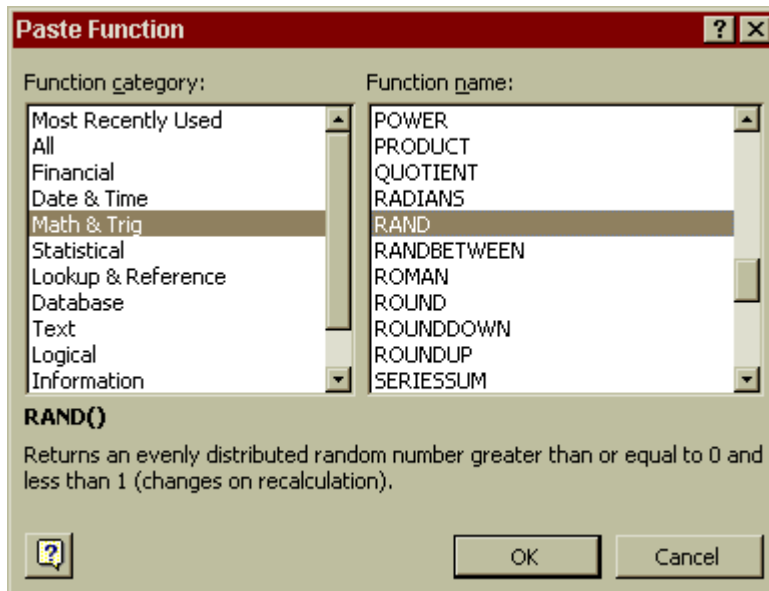 Paste Function
?
Function category:
Most Recently Used
All
Financial
Date & Time
Math & Trig
Statistical
Lookup & Reference
Database
Text
Logical
Information
Function name:
POWER
PRODUCT
QUOTIENT
RADIANS
RAND
RANDBETWEEN
ROMAN
ROUND
ROUNDDOWN
ROUNDUP
SERIESSUM
RAND()
Returns an evenly distributed random number greater than or equal to 0 and
less than 1 (changes on recalculation).
?
OK
Cancel